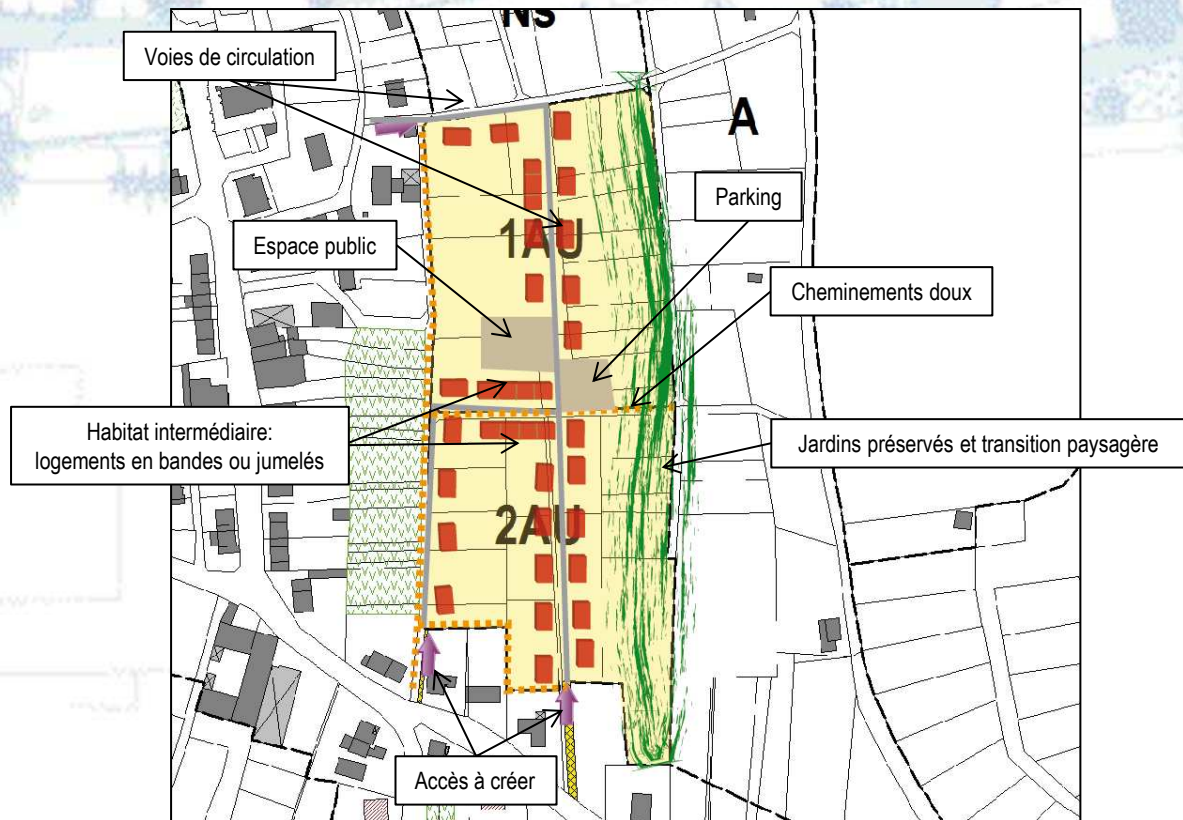 NS
Voies de circulation
A
Parking
Espace public
1AU
Cheminements doux
Habitat intermédiaire:
logements en bandes ou jumelés
Jardins préservés et transition paysagère
2AU
Accès à créer